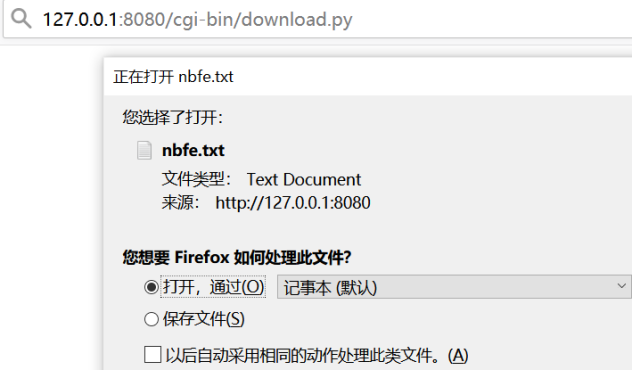 127.0.0.1:8080/cgi-bin/download.py
正在打开 nbfe.txt
您选择了打开：
nbfe.txt
文件类型： Text Document
来源： http://127.0.0.1:8080
您想要 Firefox 如何处理此文件？
打开，通过(O) 记事本 (默认)
保存文件(S)
以后自动采用相同的动作处理此类文件。(A)